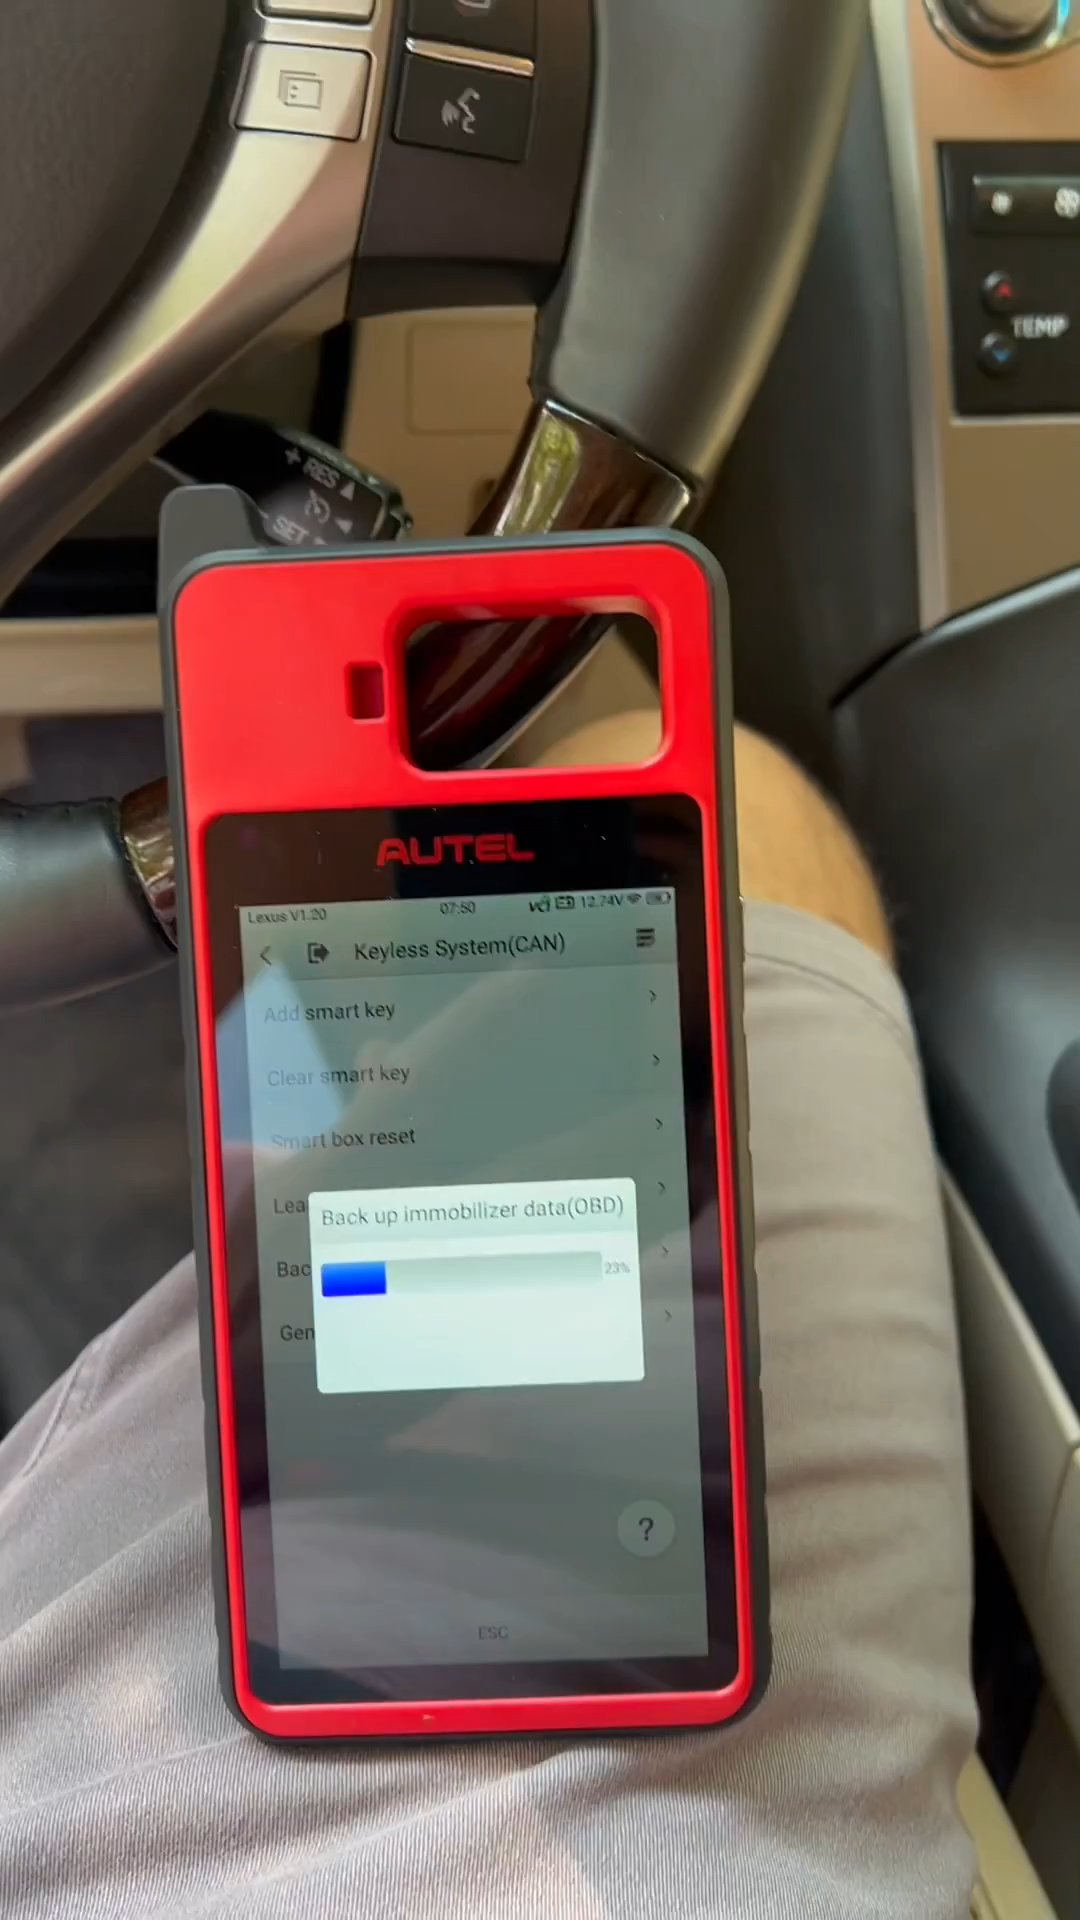 TEMP
+ RES
- SET
AUTEL
Lexus V1.20
07:50
VCI
12.74V
Keyless System(CAN)
Add smart key
Clear smart key
Smart box reset
Lea
Back up immobilizer data(OBD)
Bac
23%
Gen
?
ESC